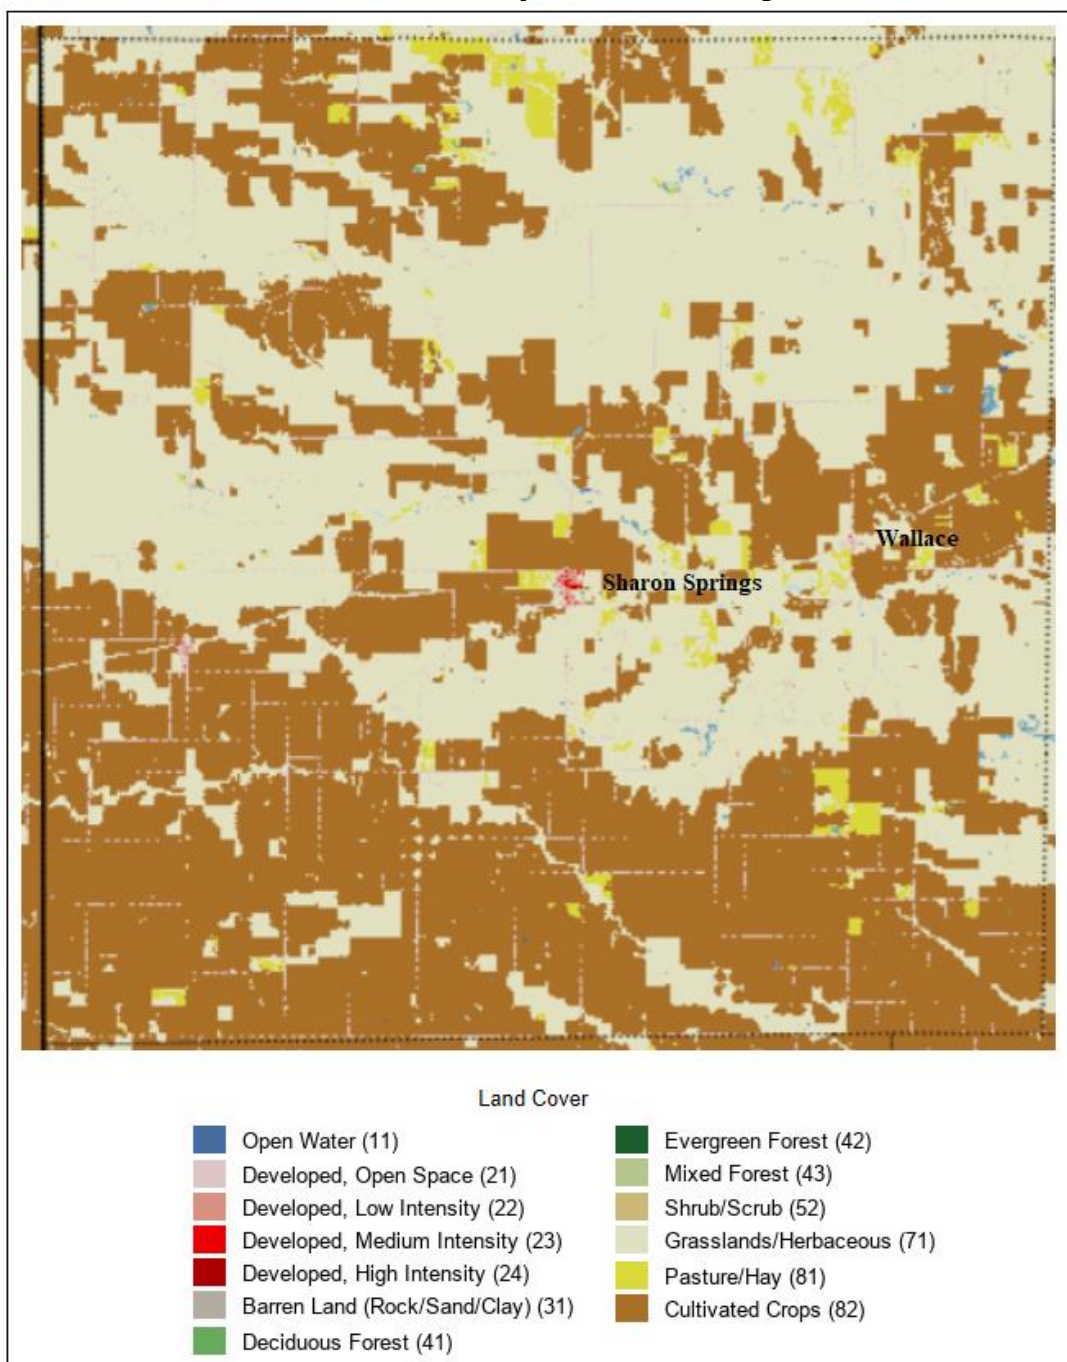 Wallace
Sharon Springs
Land Cover
Open Water (11)
Developed, Open Space (21)
Developed, Low Intensity (22)
Developed, Medium Intensity (23)
Developed, High Intensity (24)
Barren Land (Rock/Sand/Clay) (31)
Deciduous Forest (41)
Evergreen Forest (42)
Mixed Forest (43)
Shrub/Scrub (52)
Grasslands/Herbaceous (71)
Pasture/Hay (81)
Cultivated Crops (82)